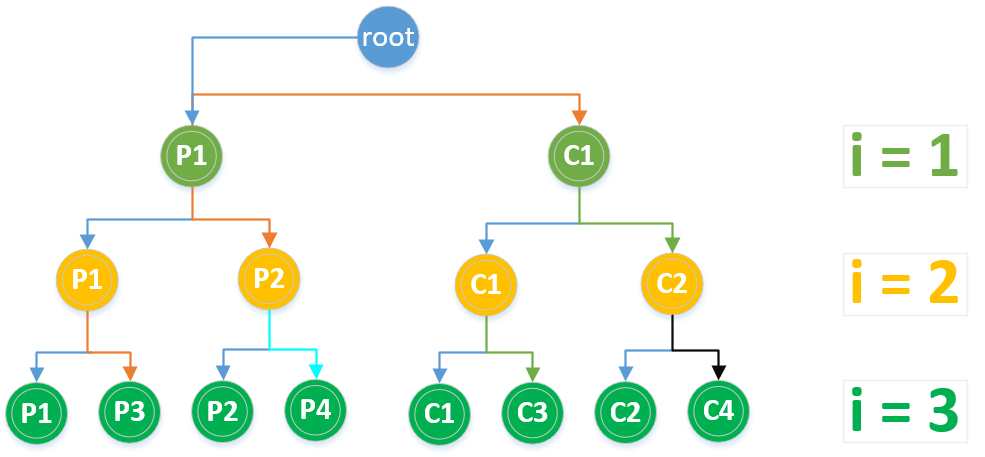 root
P1
C1
i = 1
P1
P2
C1
C2
i = 2
P1
P3
P2
P4
C1
C3
C2
C4
i = 3